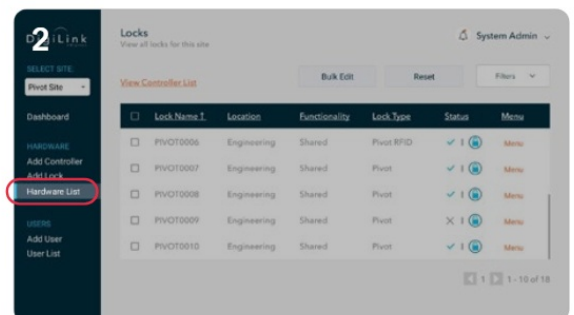 2
DigiLink
SELECT SITE:
Pivot Site
Dashboard
HARDWARE
Add Controller
Add Lock
Hardware List
USERS
Add User
User List
Locks
View all locks for this site
System Admin
View Controller List
Bulk Edit
Reset
Filters
Lock Name Location Functionality Lock Type Status Menu
PIVOT0006 Engineering Shared Pivot RFID Menu
PIVOT0007 Engineering Shared Pivot Menu
PIVOT0008 Engineering Shared Pivot Menu
PIVOT0009 Engineering Shared Pivot Menu
PIVOT0010 Engineering Shared Pivot Menu
1 1 - 10 of 18